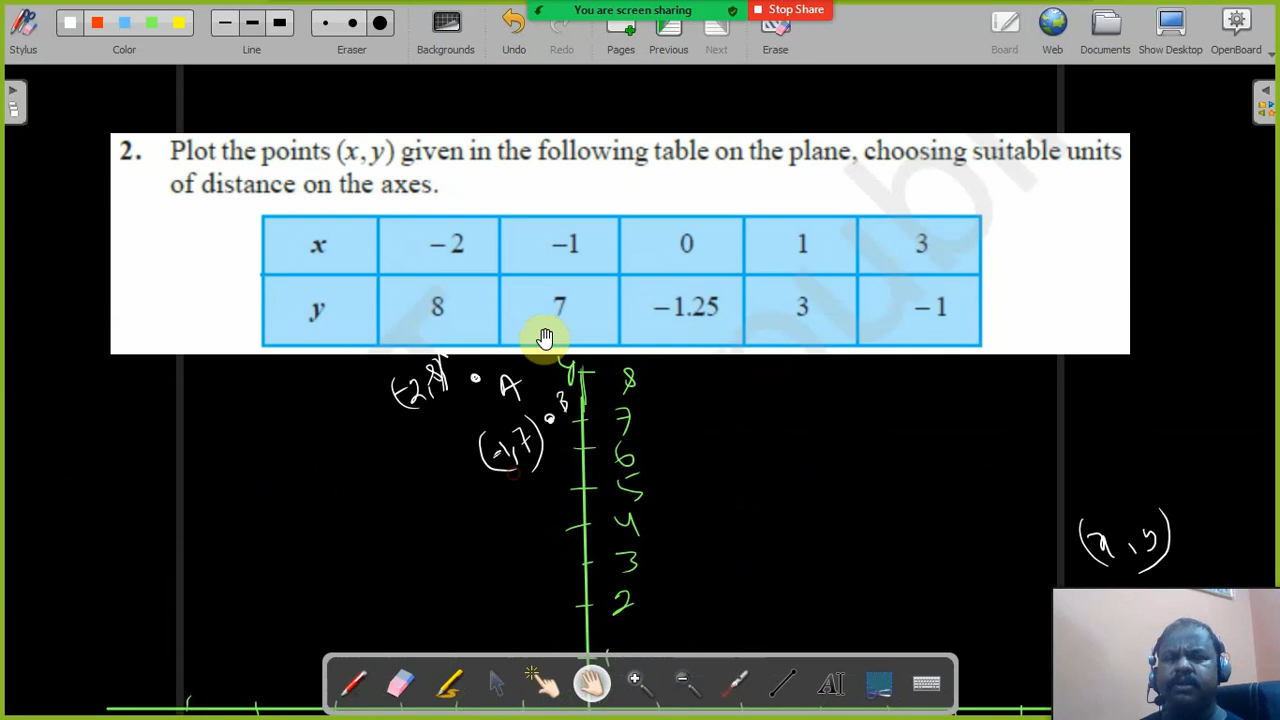 You are screen sharing Stop Share
Stylus Color Line Eraser Backgrounds Undo Redo Pages Previous Next Erase Board Web Documents Show Desktop OpenBoard
2. Plot the points (x, y) given in the following table on the plane, choosing suitable units
of distance on the axes.
x −2 −1 0 1 3
y 8 7 −1.25 3 −1
(-2,8) A y 8
B 7
(-1,7) 6
5
4
(x, y)
3
2
AI